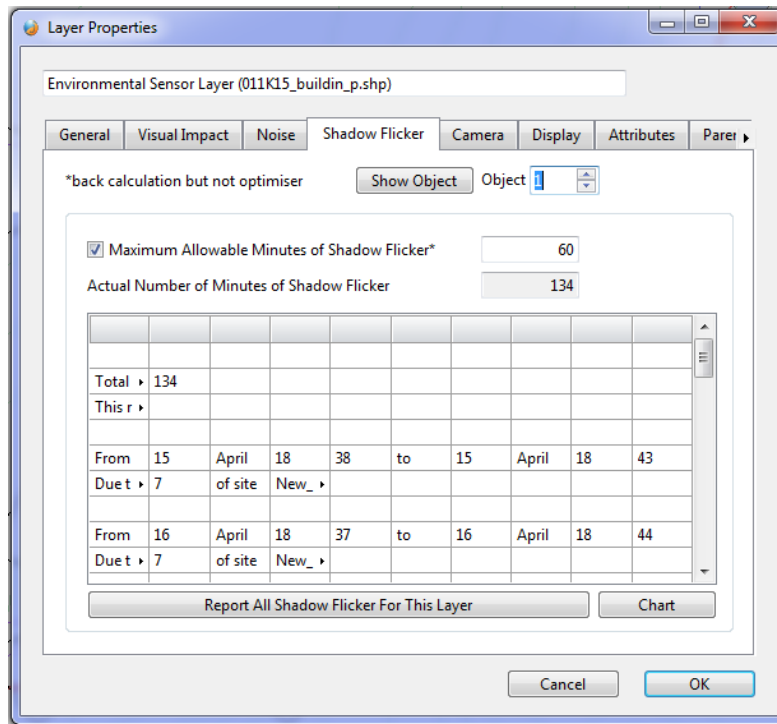 Layer Properties
Environmental Sensor Layer (011K15_buildin_p.shp)
General Visual Impact Noise Shadow Flicker Camera Display Attributes Parer
*back calculation but not optimiser Show Object Object 1
Maximum Allowable Minutes of Shadow Flicker* 60
Actual Number of Minutes of Shadow Flicker 134
Total 134
This r
From 15 April 18 38 to 15 April 18 43
Due t 7 of site New_
From 16 April 18 37 to 16 April 18 44
Due t 7 of site New_
Report All Shadow Flicker For This Layer Chart
Cancel OK